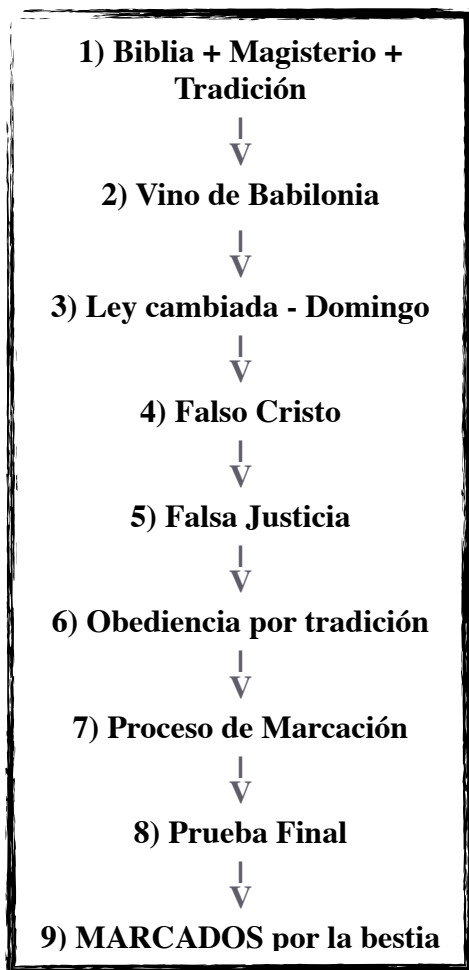 1) Biblia + Magisterio +
Tradición
|
V
2) Vino de Babilonia
|
V
3) Ley cambiada - Domingo
|
V
4) Falso Cristo
|
V
5) Falsa Justicia
|
V
6) Obediencia por tradición
|
V
7) Proceso de Marcación
|
V
8) Prueba Final
|
V
9) MARCADOS por la bestia